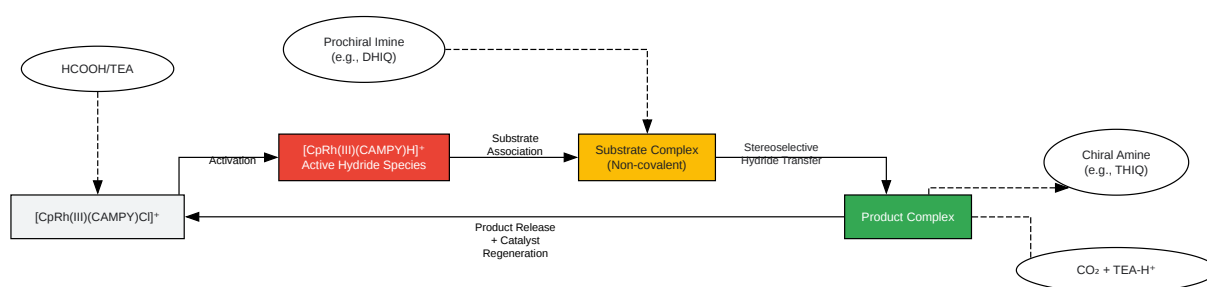 Prochiral Imine
(e.g., DHIQ)
HCOOH/TEA
[CpRh(III)(CAMPY)H]⁺
Active Hydride Species
Activation
Substrate
Association
Substrate Complex
(Non-covalent)
Stereoselective
Hydride Transfer
Chiral Amine
(e.g., THIQ)
[CpRh(III)(CAMPY)Cl]⁺
Product Complex
Product Release
+ Catalyst
Regeneration
CO₂ + TEA-H⁺